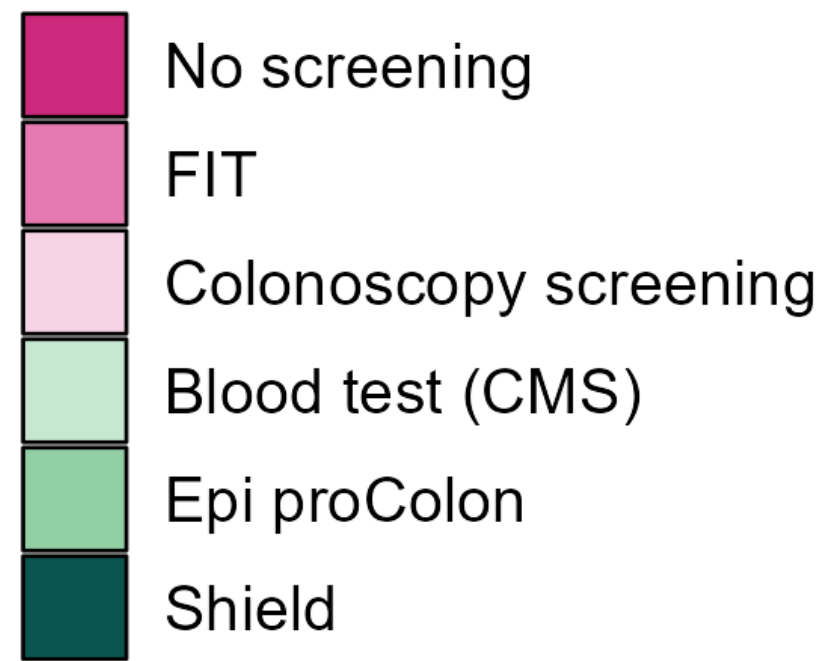 No screening
FIT
Colonoscopy screening
Blood test (CMS)
Epi proColon
Shield